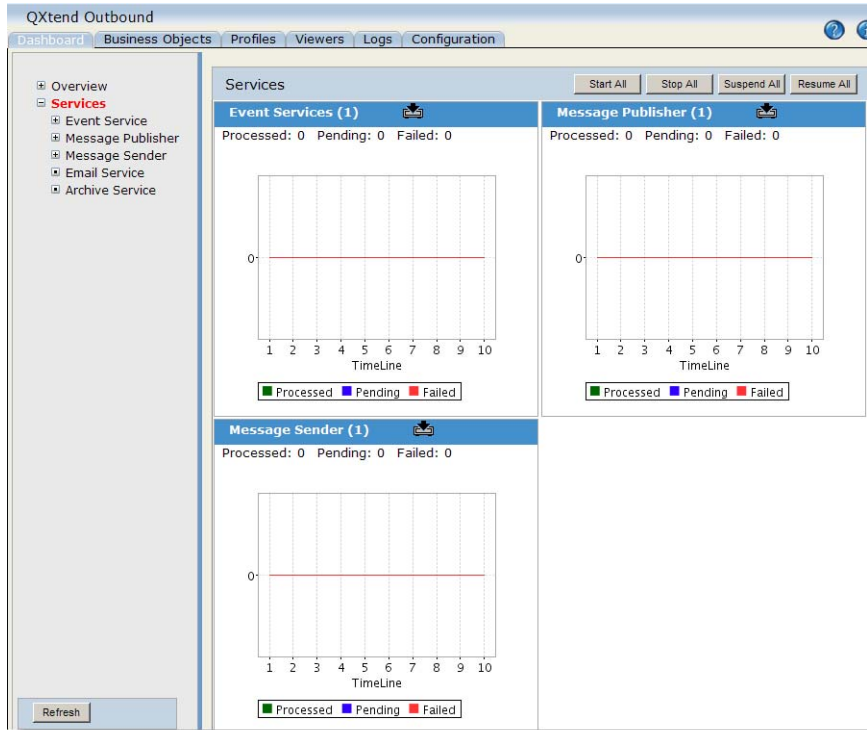 QXtend Outbound
Dashboard Business Objects Profiles Viewers Logs Configuration
Overview
Services
Event Service
Message Publisher
Message Sender
Email Service
Archive Service
Refresh
Services Start All Stop All Suspend All Resume All
Event Services (1)
Processed: 0 Pending: 0 Failed: 0
0
1 2 3 4 5 6 7 8 9 10
TimeLine
Processed Pending Failed
Message Publisher (1)
Processed: 0 Pending: 0 Failed: 0
0
1 2 3 4 5 6 7 8 9 10
TimeLine
Processed Pending Failed
Message Sender (1)
Processed: 0 Pending: 0 Failed: 0
0
1 2 3 4 5 6 7 8 9 10
TimeLine
Processed Pending Failed